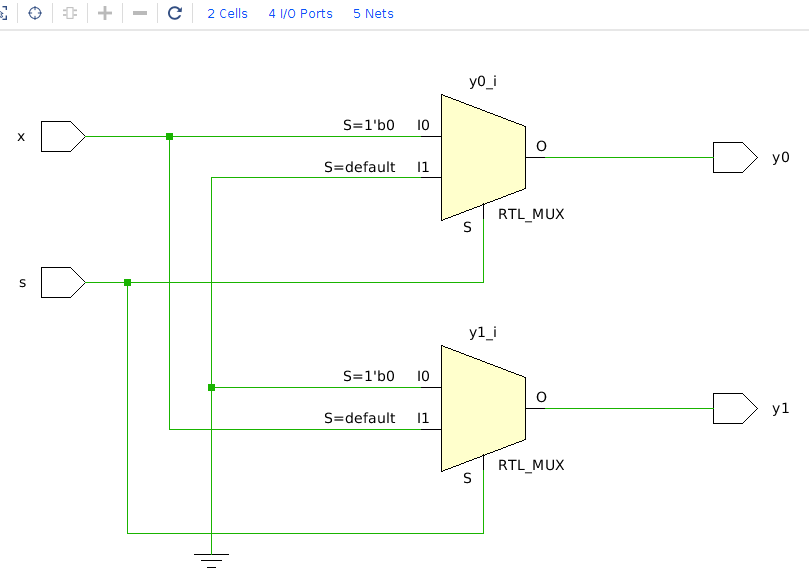 2 Cells 4 I/O Ports 5 Nets
y0_i
x S=1'b0 I0
O
y0
S=default I1
RTL_MUX
S
s
y1_i
S=1'b0 I0
O
y1
S=default I1
RTL_MUX
S